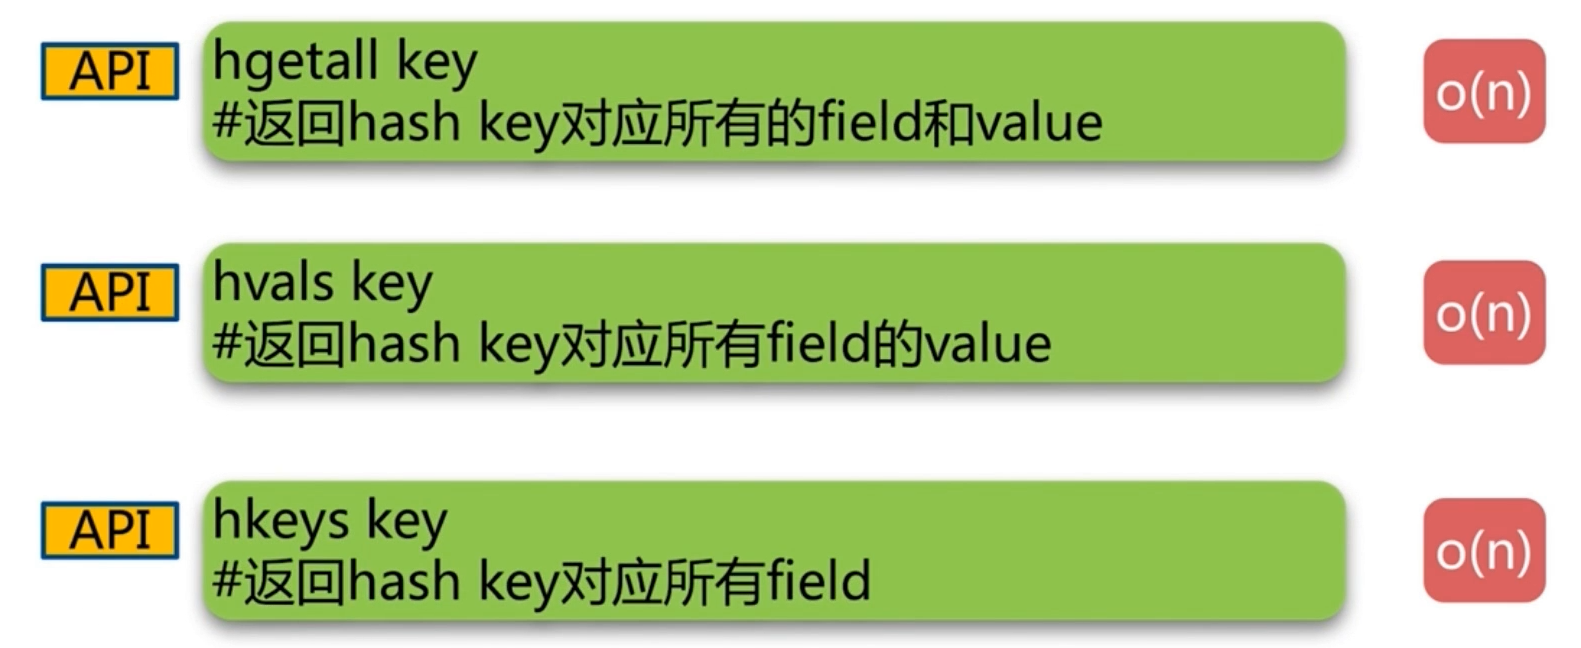 API
hgetall key
#返回hash key对应所有的field和value
o(n)
API
hvals key
#返回hash key对应所有field的value
o(n)
API
hkeys key
#返回hash key对应所有field
o(n)